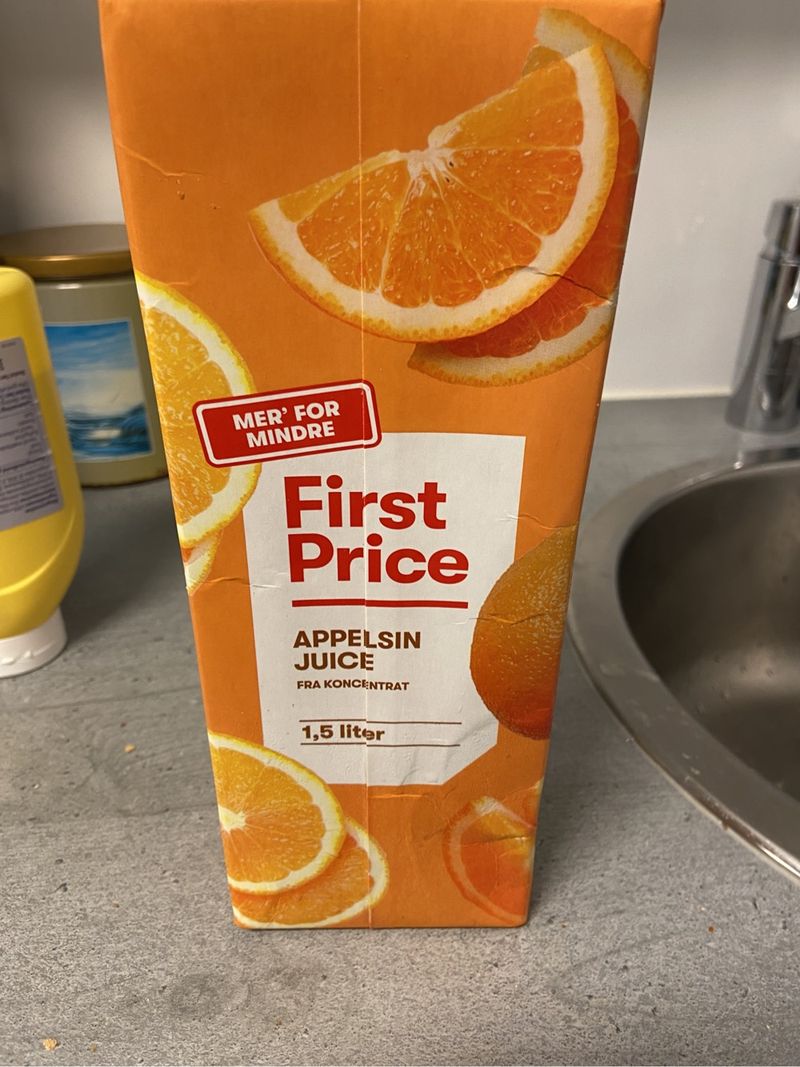 MER' FOR
MINDRE
First
Price
APPELSIN
JUICE
FRA KONCENTRAT
1,5 liter